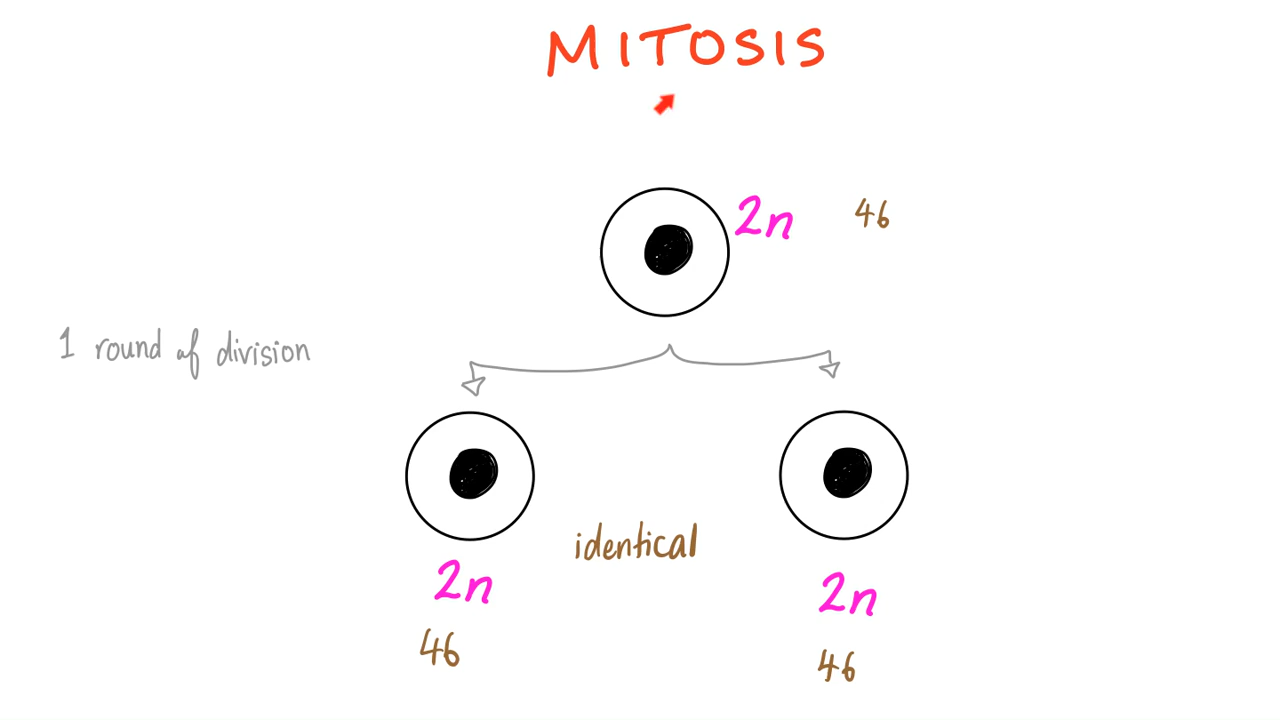 MITOSIS
2n 46
1 round of division
identical
2n 2n
46 46